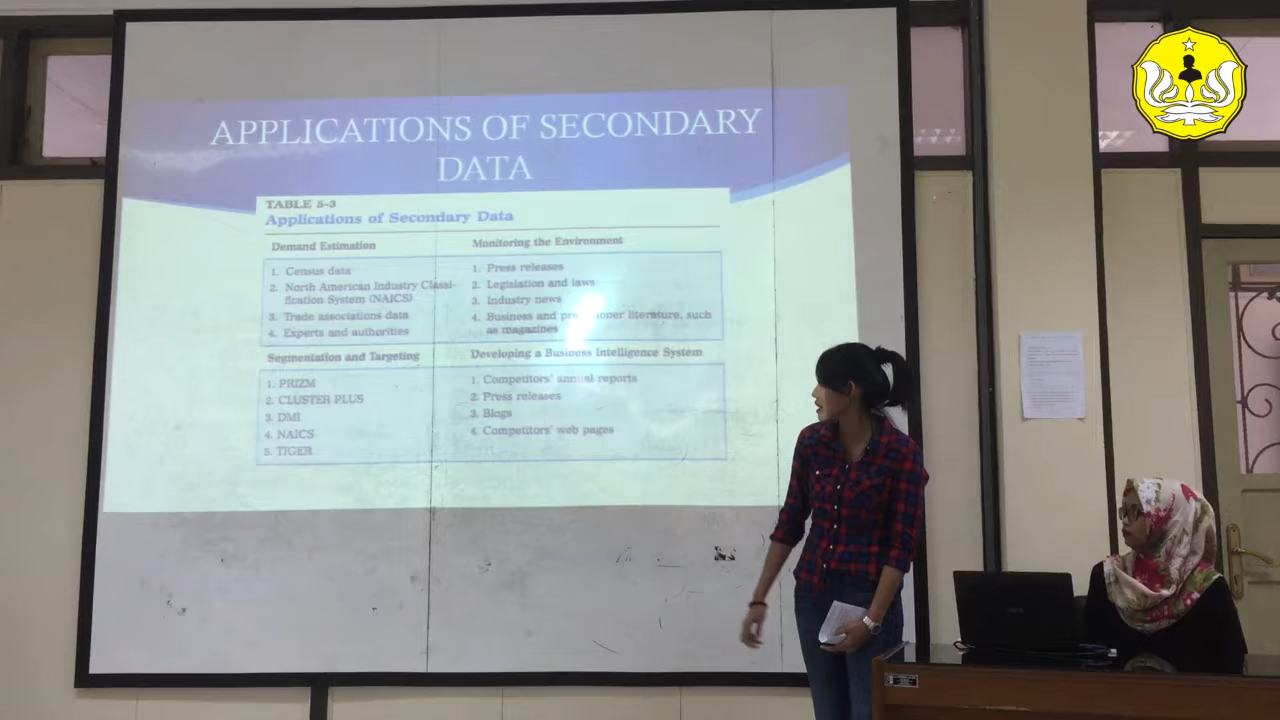 APPLICATIONS OF SECONDARY
DATA
TABLE 5-3
Applications of Secondary Data
Demand Estimation
1. Census data
2. North American Industry Classi-
fication System (NAICS)
3. Trade associations data
4. Experts and authorities
Monitoring the Environment
1. Press releases
2. Legislation and laws
3. Industry news
4. Business and practitioner literature, such
as magazines
Segmentation and Targeting
1. PRIZM
2. CLUSTER PLUS
3. DMI
4. NAICS
5. TIGER
Developing a Business Intelligence System
1. Competitors' annual reports
2. Press releases
3. Blogs
4. Competitors' web pages